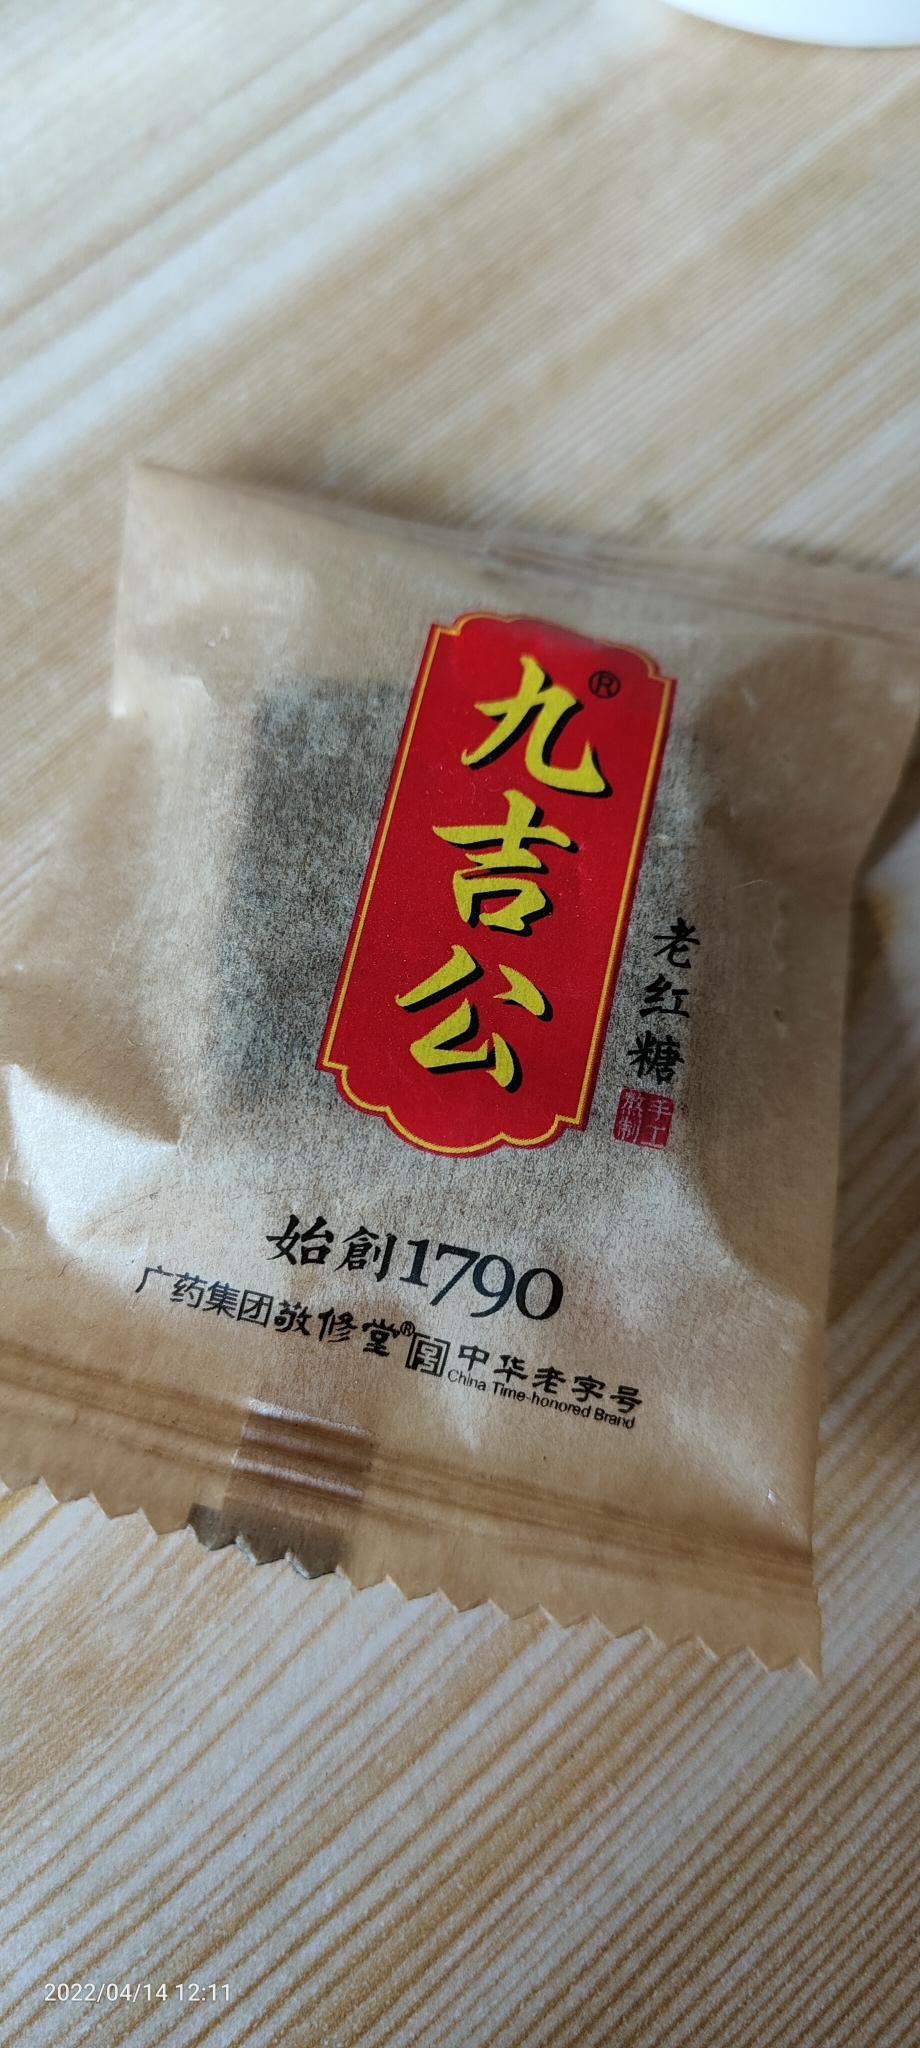 九吉公®
老红糖
手工
熬制
始創1790
广药集团敬修堂® 中华老字号
China Time-honored Brand
2022/04/14 12:11